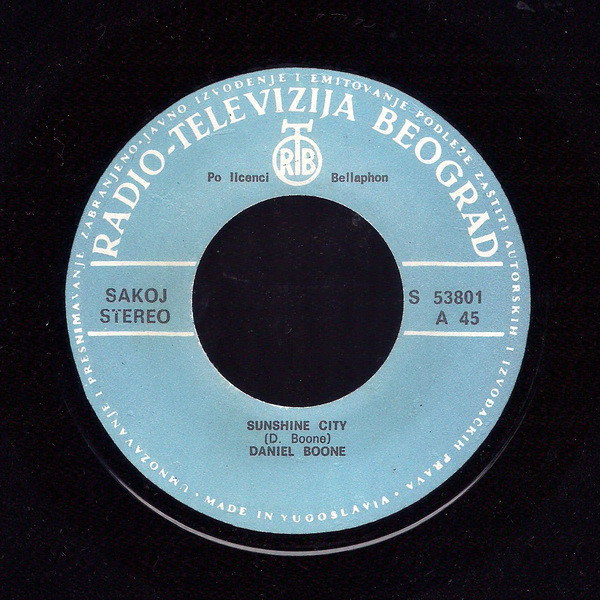 UMNOŽAVANJE I PRESNIMAVANJE ZABRANJENO·JAVNO IZVOĐENJE I EMITOVANJE PODLEŽE ZAŠTITI AUTORSKIH I IZVOĐAČKIH PRAVA
RADIO-TELEVIZIJA BEOGRAD
RTB
Po licenci Bellaphon
SAKOJ
STEREO
S 53801
A 45
SUNSHINE CITY
(D. Boone)
DANIEL BOONE
· MADE IN YUGOSLAVIA ·